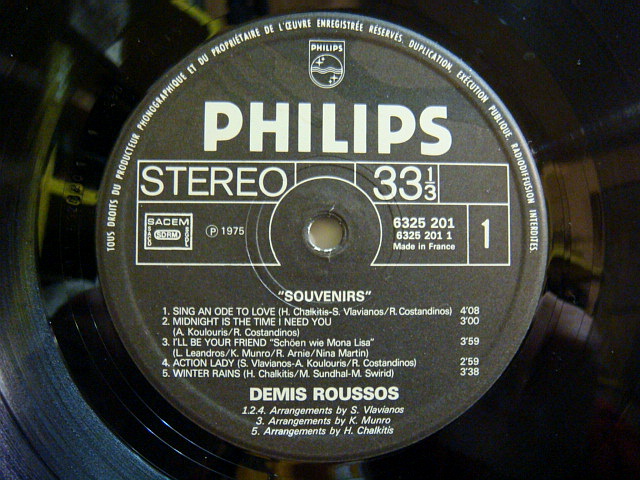 TOUS DROITS DU PRODUCTEUR PHONOGRAPHIQUE ET DU PROPRIÉTAIRE DE L'ŒUVRE ENREGISTRÉE RÉSERVÉS. DUPLICATION, EXÉCUTION PUBLIQUE, RADIODIFFUSION INTERDITES.
PHILIPS
PHILIPS
STEREO 33 1/3
SACEM
SDRM
Ⓟ 1975
6325 201
6325 201 1
Made in France
1
"SOUVENIRS"
1. SING AN ODE TO LOVE (H. Chalkitis-S. Vlavianos/R. Costandinos) 4'08
2. MIDNIGHT IS THE TIME I NEED YOU 3'00
(A. Koulouris/R. Costandinos)
3. I'LL BE YOUR FRIEND "Schöen wie Mona Lisa" 3'59
(L. Leandros/K. Munro/R. Arnie/Nina Martin)
4. ACTION LADY (S. Vlavianos-A. Koulouris/R. Costandinos) 2'59
5. WINTER RAINS (H. Chalkitis/M. Sundhal-M. Swirid) 3'38
DEMIS ROUSSOS
1.2.4. Arrangements by S. Vlavianos
3. Arrangements by K. Munro
5. Arrangements by H. Chalkitis